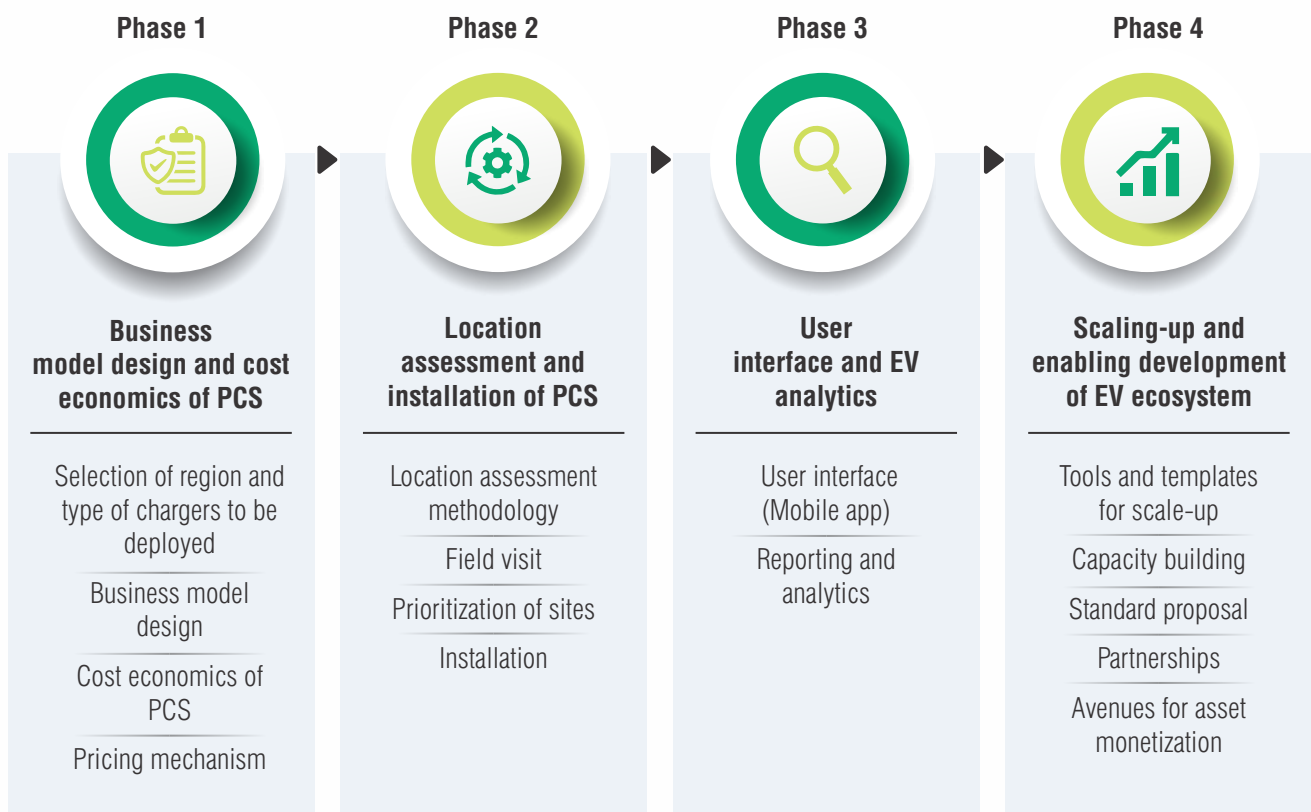 Phase 1
Business
model design and cost
economics of PCS
Selection of region and
type of chargers to be
deployed
Business model
design
Cost economics of
PCS
Pricing mechanism
Phase 2
Location
assessment and
installation of PCS
Location assessment
methodology
Field visit
Prioritization of sites
Installation
Phase 3
User
interface and EV
analytics
User interface
(Mobile app)
Reporting and
analytics
Phase 4
Scaling-up and
enabling development
of EV ecosystem
Tools and templates
for scale-up
Capacity building
Standard proposal
Partnerships
Avenues for asset
monetization